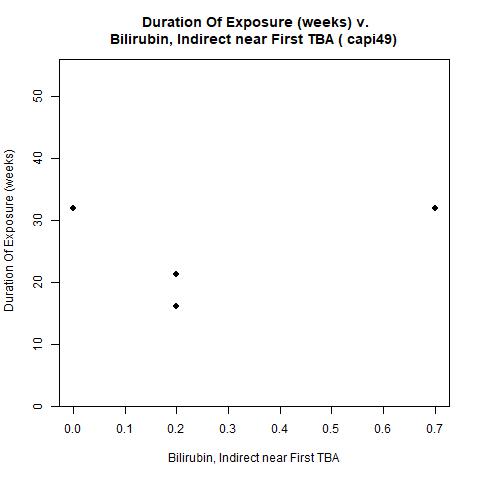 Duration Of Exposure (weeks) v.
Bilirubin, Indirect near First TBA ( capi49)
Duration Of Exposure (weeks)
50
40
30
20
10
0
0.0 0.1 0.2 0.3 0.4 0.5 0.6 0.7
Bilirubin, Indirect near First TBA